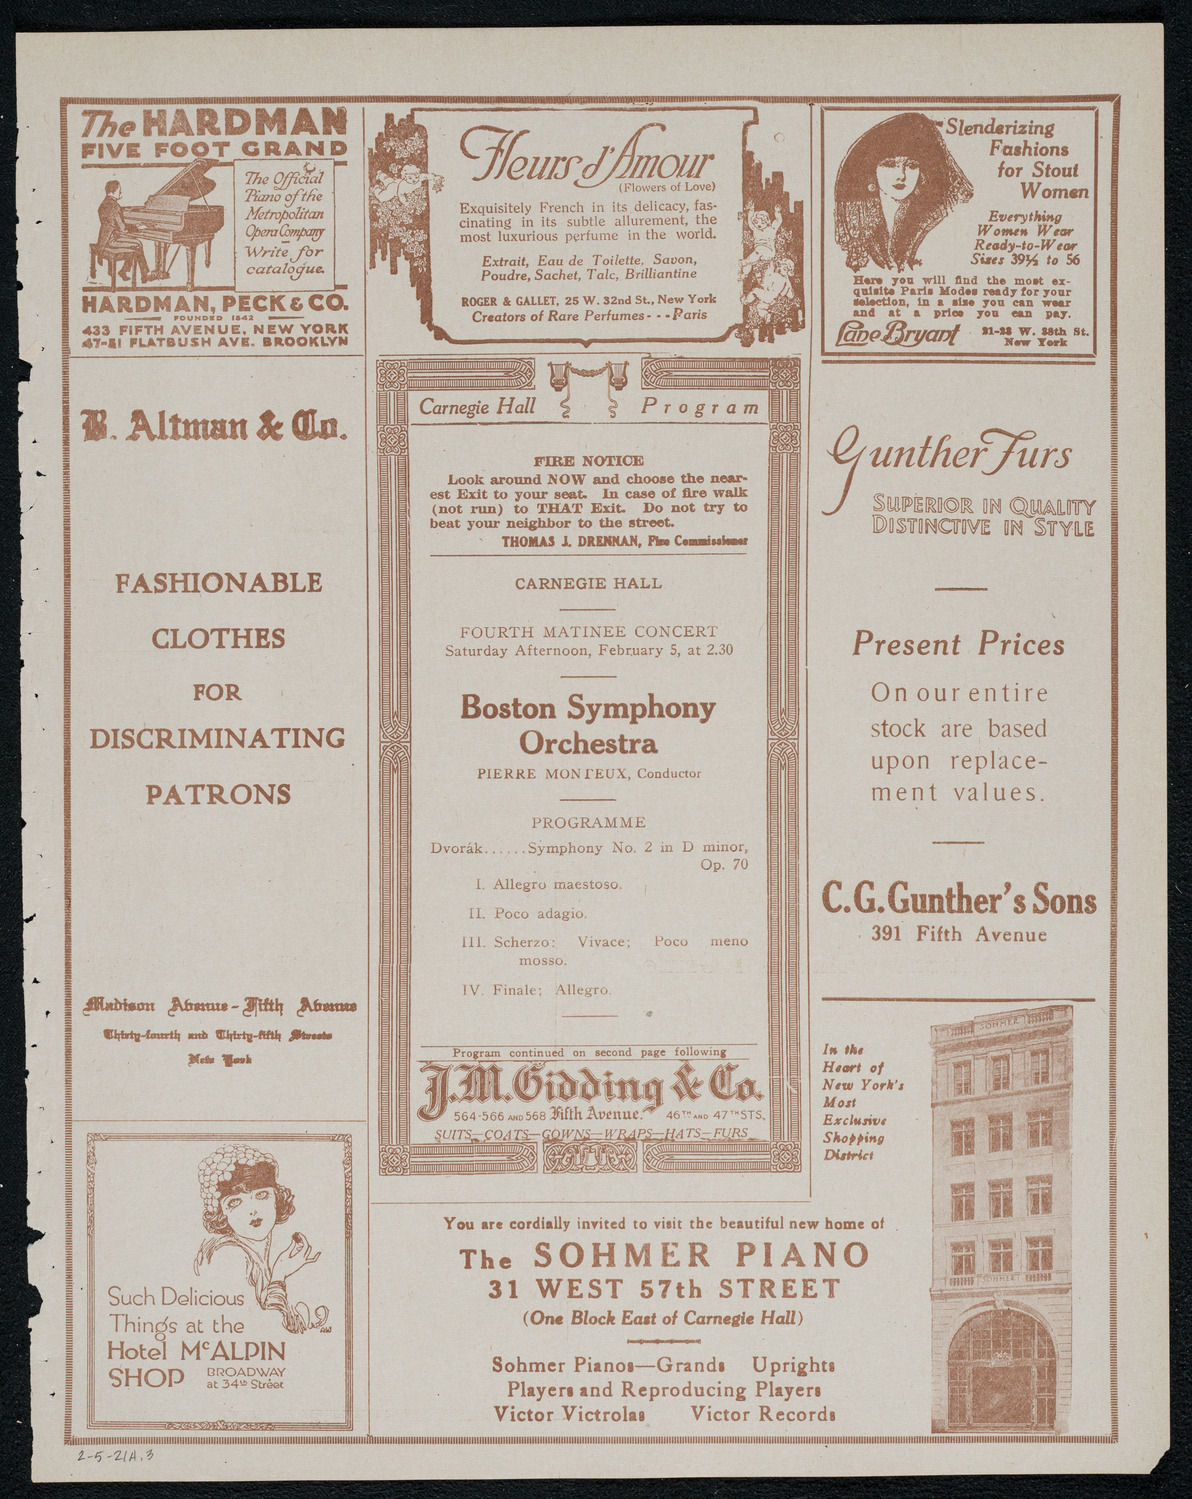 The HARDMAN
FIVE FOOT GRAND
The Official
Piano of the
Metropolitan
Opera Company
Write for
catalogue.
HARDMAN, PECK & CO.
FOUNDED 1842
433 FIFTH AVENUE, NEW YORK
47-51 FLATBUSH AVE. BROOKLYN
Fleurs d'Amour
(Flowers of Love)
Exquisitely French in its delicacy, fas-
cinating in its subtle allurement, the
most luxurious perfume in the world.
Extrait, Eau de Toilette, Savon,
Poudre, Sachet, Talc, Brilliantine
ROGER & GALLET, 25 W. 32nd St., New York
Creators of Rare Perfumes - - - Paris
Slenderizing
Fashions
for Stout
Women
Everything
Women Wear
Ready-to-Wear
Sizes 39½ to 56
Here you will find the most ex-
quisite Paris Modes ready for your
selection, in a size you can wear
and at a price you can pay.
Lane Bryant
21-23 W. 38th St.
New York
B. Altman & Co.
FASHIONABLE
CLOTHES
FOR
DISCRIMINATING
PATRONS
Madison Avenue - Fifth Avenue
Thirty-fourth and Thirty-fifth Streets
New York
Such Delicious
Things at the
Hotel McALPIN
SHOP
BROADWAY
at 34th Street
Carnegie Hall Program
FIRE NOTICE
Look around NOW and choose the near-
est Exit to your seat. In case of fire walk
(not run) to THAT Exit. Do not try to
beat your neighbor to the street.
THOMAS J. DRENNAN, Fire Commissioner
CARNEGIE HALL
FOURTH MATINEE CONCERT
Saturday Afternoon, February 5, at 2.30
Boston Symphony
Orchestra
PIERRE MONTEUX, Conductor
PROGRAMME
Dvorák......Symphony No. 2 in D minor,
Op. 70
I. Allegro maestoso.
II. Poco adagio.
III. Scherzo; Vivace; Poco meno
mosso.
IV. Finale; Allegro.
Program continued on second page following
J.M. Gidding & Co.
564-566 AND 568 Fifth Avenue. 46TH AND 47TH STS.
SUITS—COATS—GOWNS—WRAPS—HATS—FURS
Gunther Furs
SUPERIOR IN QUALITY
DISTINCTIVE IN STYLE
Present Prices
On our entire
stock are based
upon replace-
ment values.
C.G. Gunther's Sons
391 Fifth Avenue
In the
Heart of
New York's
Most
Exclusive
Shopping
District
SOHMER
SOHMER
You are cordially invited to visit the beautiful new home of
The SOHMER PIANO
31 WEST 57th STREET
(One Block East of Carnegie Hall)
Sohmer Pianos—Grands Uprights
Players and Reproducing Players
Victor Victrolas Victor Records
2-5-21A.3